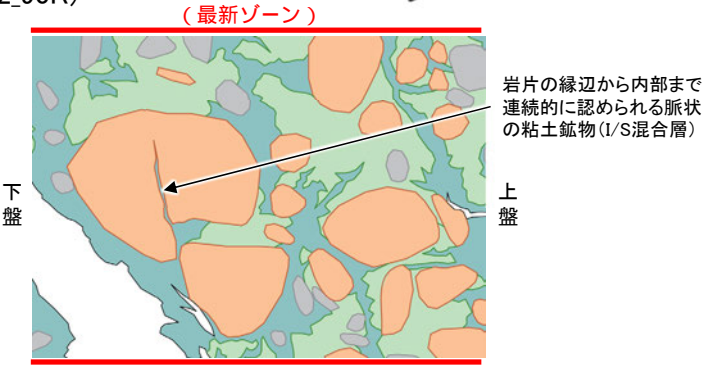 (最新ゾーン)
岩片の縁辺から内部まで
連続的に認められる脈状
の粘土鉱物(I/S混合層)
下
盤
上
盤